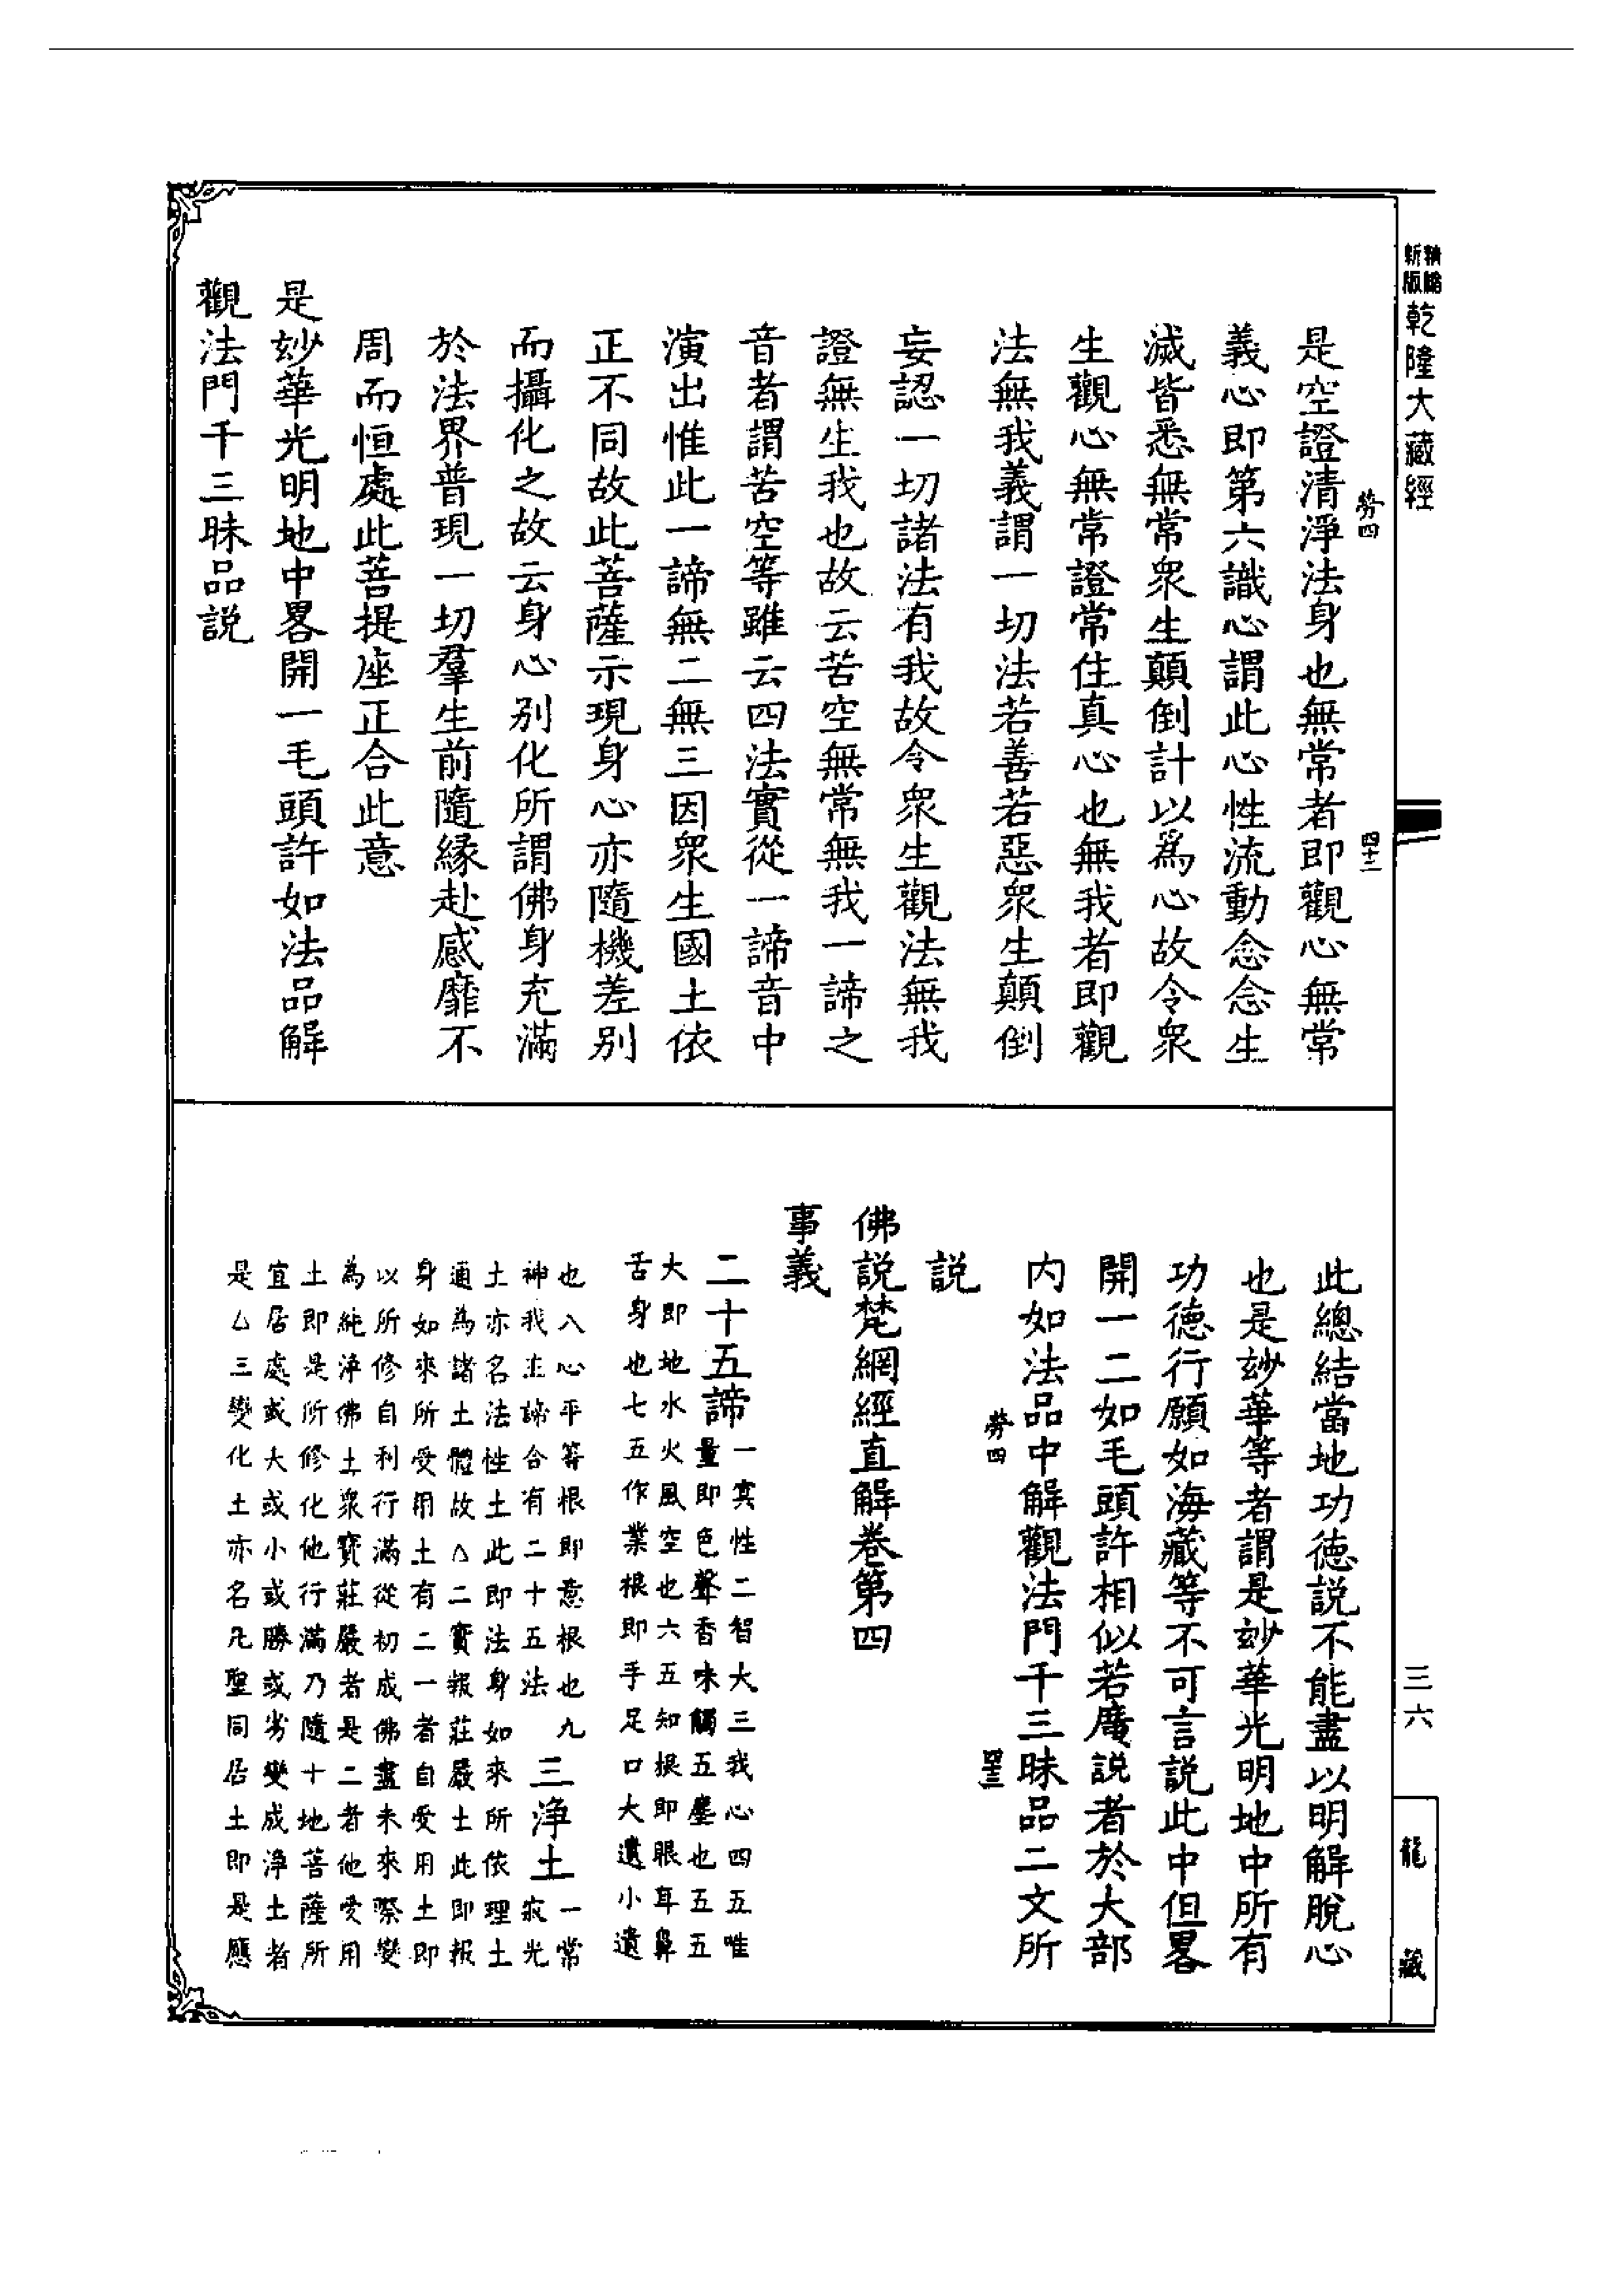 精縮
新版
乾隆大藏經
勞四
四十二
是空證清淨法身也無常者即觀心無常
義心即第六識心謂此心性流動念念生
滅皆悉無常衆生顛倒計以爲心故令衆
生觀心無常證常住真心也無我者即觀
法無我義謂一切法若善若惡衆生顛倒
妄認一切諸法有我故令衆生觀法無我
證無生我也故云苦空無常無我一諦之
音者謂苦空等雖云四法實從一諦音中
演出惟此一諦無二無三因衆生國土依
正不同故此菩薩示現身心亦隨機差別
而攝化之故云身心別化所謂佛身充滿
於法界普現一切羣生前隨緣赴感靡不
周而恒處此菩提座正合此意
是妙華光明地中畧開一毛頭許如法品解
觀法門千三昧品説
三六
龍藏
此總結當地功德説不能盡以明解脫心
也是妙華等者謂是妙華光明地中所有
功德行願如海藏等不可言説此中但畧
開一二如毛頭許相似若廣説者於大部
内如法品中解觀法門千三昧品二文所
勞四
四十三
説
佛説梵網經直解卷第四
事義
二十五諦一冥性二智大三我心四五唯
量即色聲香味觸五塵也五五
大即地水火風空也六五知根即眼耳鼻
舌身也七五作業根即手足口大遺小遺
也八心平等根即意根也九
神我主諦合有二十五法 三淨土一常
寂光
土亦名法性土此即法身如來所依理土
通為諸土體故△二實報莊嚴土此即報
身如來所受用土有二一者自受用土即
以所修自利行滿從初成佛盡未來際變
為純淨佛土衆寶莊嚴者是二者他受用
土即是所修化他行滿乃隨十地菩薩所
宜居處或大或小或勝或劣變成淨土者
是△三變化土亦名凡聖同居土即是應